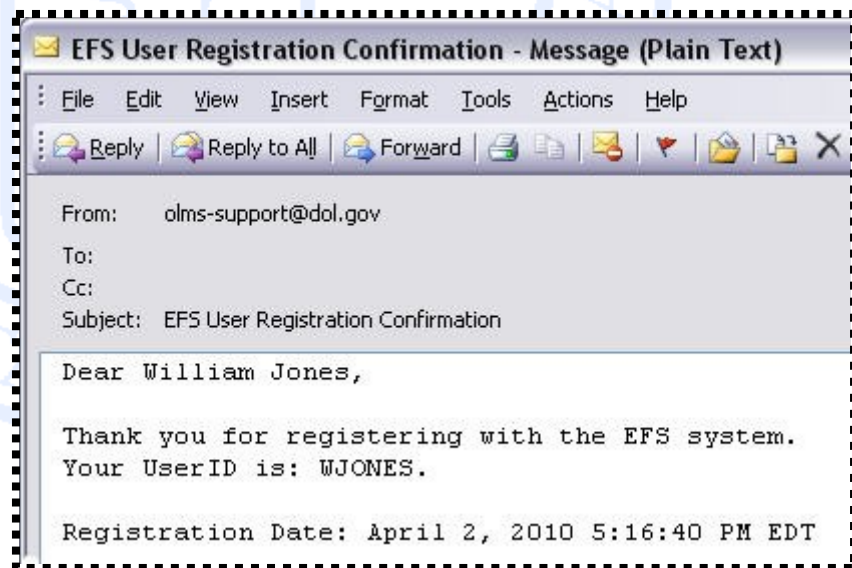 EFS User Registration Confirmation - Message (Plain Text)
File Edit View Insert Format Tools Actions Help
Reply Reply to All Forward
From: olms-support@dol.gov
To:
Cc:
Subject: EFS User Registration Confirmation
Dear William Jones,
Thank you for registering with the EFS system.
Your UserID is: WJONES.
Registration Date: April 2, 2010 5:16:40 PM EDT